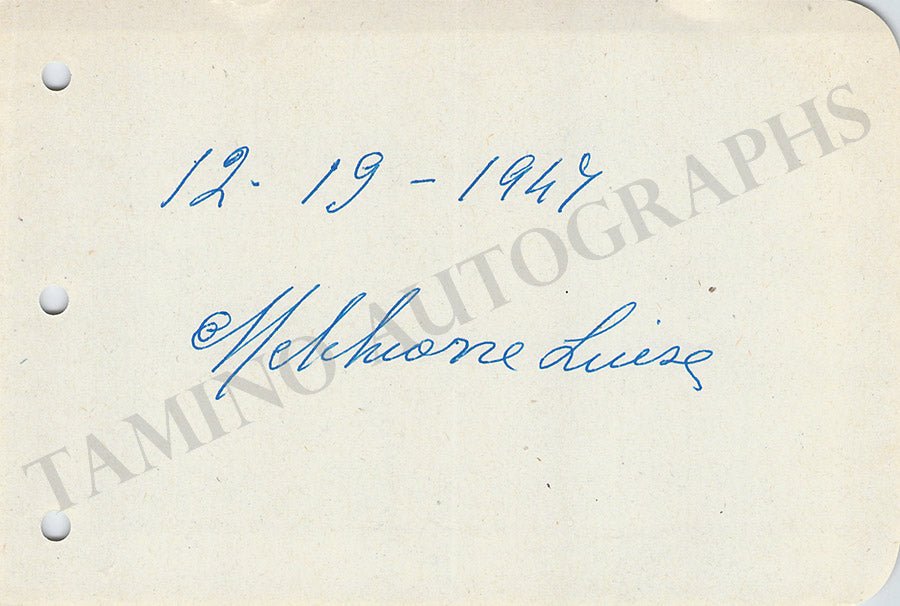 12 · 19 - 1947
Melchiorre Luise
TAMINO AUTOGRAPHS